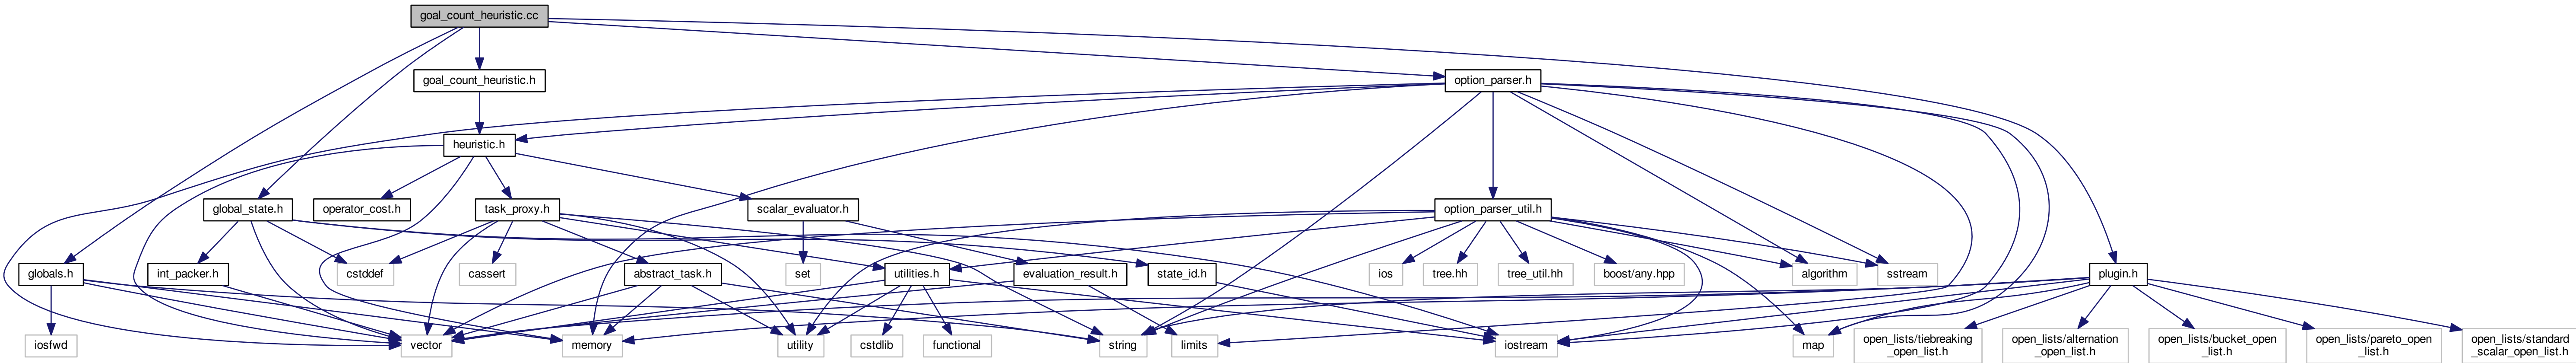 goal_count_heuristic.cc
goal_count_heuristic.h
option_parser.h
heuristic.h
global_state.h
operator_cost.h
task_proxy.h
scalar_evaluator.h
option_parser_util.h
globals.h
int_packer.h
cstddef
cassert
abstract_task.h
set
utilities.h
evaluation_result.h
state_id.h
ios
tree.hh
tree_util.hh
boost/any.hpp
algorithm
sstream
plugin.h
iosfwd
vector
memory
utility
cstdlib
functional
string
limits
iostream
map
open_lists/tiebreaking
_open_list.h
open_lists/alternation
_open_list.h
open_lists/bucket_open
_list.h
open_lists/pareto_open
_list.h
open_lists/standard
_scalar_open_list.h